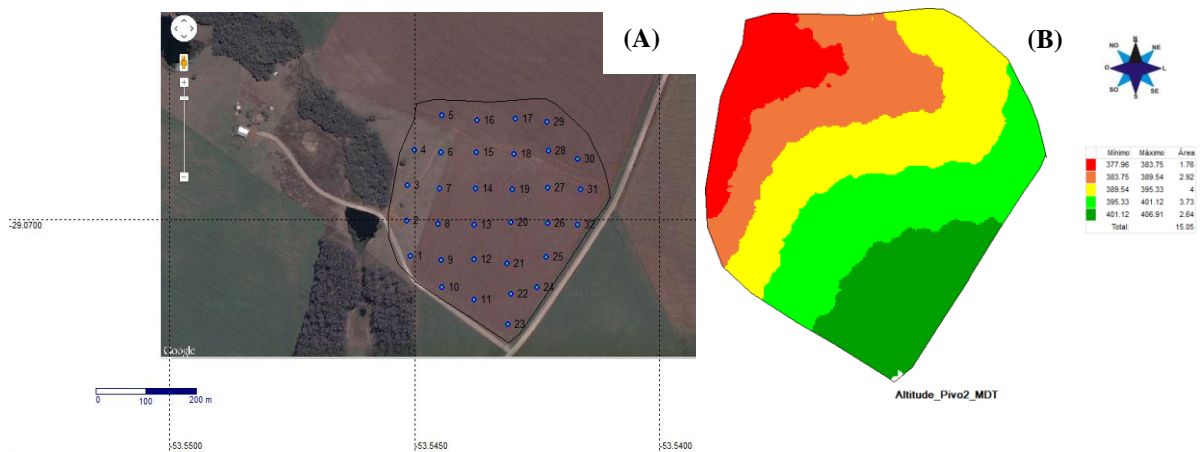 (A)
5
16
17
29
4
6
15
18
28
30
3
7
14
19
27
31
2
8
13
20
26
32
1
9
12
21
25
10
11
22
24
23
Google
-29.0700
0 100 200 m
-53.5500
-53.5450
-53.5400
(B)
N
NO NE
O L
SO SE
S
Mínimo Máximo Área
377.96 383.75 1.76
383.75 389.54 2.92
389.54 395.33 4
395.33 401.12 3.73
401.12 406.91 2.64
Total: 15.05
Altitude_Pivo2_MDT